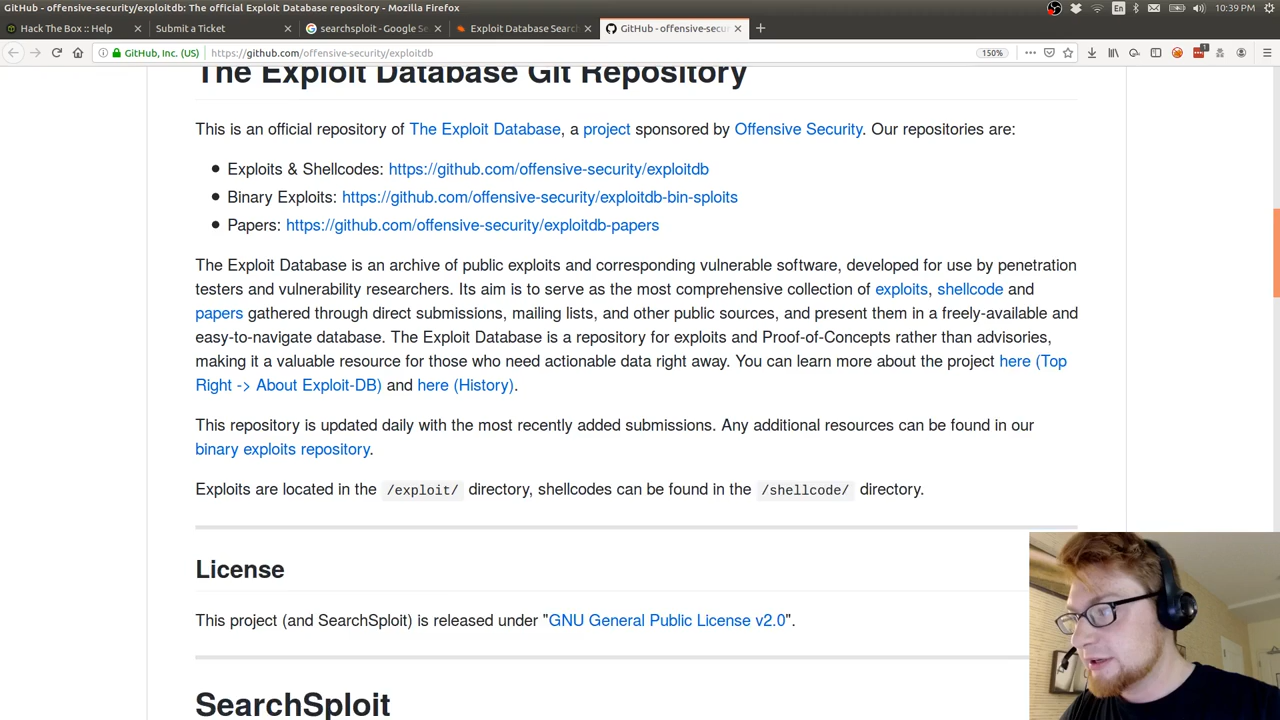 GitHub - offensive-security/exploitdb: The official Exploit Database repository - Mozilla Firefox
En
10:39 PM
Hack The Box :: Help
Submit a Ticket
searchsploit - Google Se
Exploit Database Searc
GitHub - offensive-secu
GitHub, Inc. (US)
https://github.com/offensive-security/exploitdb
150%
1
The Exploit Database Git Repository
This is an official repository of The Exploit Database, a project sponsored by Offensive Security. Our repositories are:
Exploits & Shellcodes: https://github.com/offensive-security/exploitdb
Binary Exploits: https://github.com/offensive-security/exploitdb-bin-sploits
Papers: https://github.com/offensive-security/exploitdb-papers
The Exploit Database is an archive of public exploits and corresponding vulnerable software, developed for use by penetration
testers and vulnerability researchers. Its aim is to serve as the most comprehensive collection of exploits, shellcode and
papers gathered through direct submissions, mailing lists, and other public sources, and present them in a freely-available and
easy-to-navigate database. The Exploit Database is a repository for exploits and Proof-of-Concepts rather than advisories,
making it a valuable resource for those who need actionable data right away. You can learn more about the project here (Top
Right -> About Exploit-DB) and here (History).
This repository is updated daily with the most recently added submissions. Any additional resources can be found in our
binary exploits repository.
Exploits are located in the /exploit/ directory, shellcodes can be found in the /shellcode/ directory.
License
This project (and SearchSploit) is released under "GNU General Public License v2.0".
SearchSploit